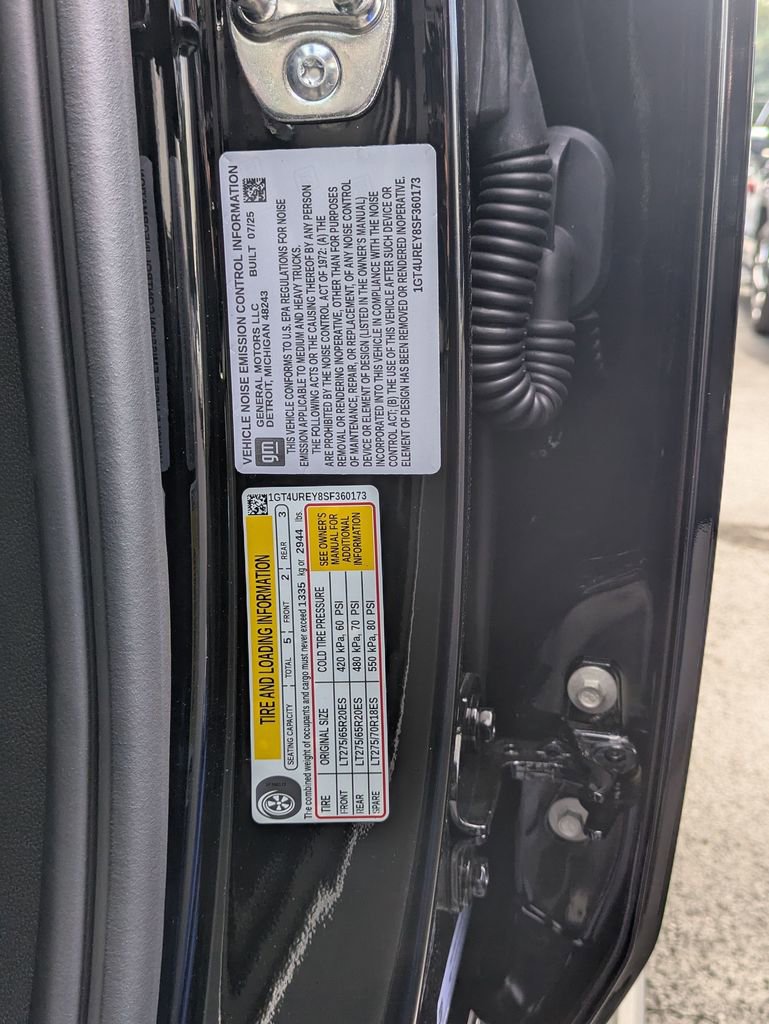 VEHICLE NOISE EMISSION CONTROL INFORMATION
gm
GENERAL MOTORS LLC
DETROIT, MICHIGAN 48243
BUILT 07/25
THIS VEHICLE CONFORMS TO U.S. EPA REGULATIONS FOR NOISE
EMISSION APPLICABLE TO MEDIUM AND HEAVY TRUCKS.
THE FOLLOWING ACTS OR THE CAUSING THEREOF BY ANY PERSON
ARE PROHIBITED BY THE NOISE CONTROL ACT OF 1972: (A) THE
REMOVAL OR RENDERING INOPERATIVE, OTHER THAN FOR PURPOSES
OF MAINTENANCE, REPAIR, OR REPLACEMENT, OF ANY NOISE CONTROL
DEVICE OR ELEMENT OF DESIGN (LISTED IN THE OWNER'S MANUAL)
INCORPORATED INTO THIS VEHICLE IN COMPLIANCE WITH THE NOISE
CONTROL ACT; (B) THE USE OF THIS VEHICLE AFTER SUCH DEVICE OR
ELEMENT OF DESIGN HAS BEEN REMOVED OR RENDERED INOPERATIVE.
1GT4UREY8SF360173
TIRE AND LOADING INFORMATION
SEATING CAPACITY TOTAL 5 FRONT 2 REAR 3
The combined weight of occupants and cargo must never exceed 1335 kg or 2944 lbs.
TIRE ORIGINAL SIZE COLD TIRE PRESSURE
FRONT LT275/65R20ES 420 kPa, 60 PSI
REAR LT275/65R20ES 480 kPa, 70 PSI
SPARE LT275/70R18ES 550 kPa, 80 PSI
SEE OWNER'S
MANUAL FOR
ADDITIONAL
INFORMATION
1GT4UREY8SF360173